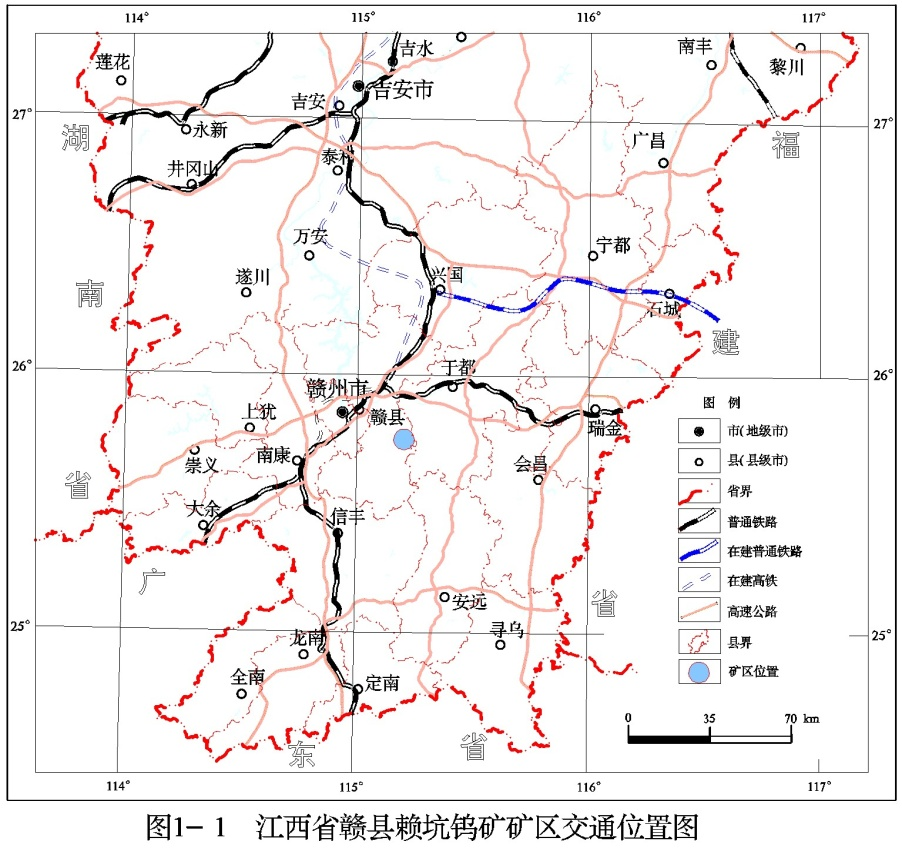 114° 115° 116° 117°
吉水 南丰 黎川
莲花
吉安市
吉安
27° 27°
湖 永新 广昌 福
泰和
井冈山
万安 宁都
遂川 兴国
南 石城
建
26° 26°
于都
赣州市
上犹 赣县 瑞金
崇义 南康 会昌
省
大余 信丰
广 安远 省
25° 25°
龙南 寻乌
全南 定南
东 省
图 例
市(地级市)
县(县级市)
省界
普通铁路
在建普通铁路
在建高铁
高速公路
县界
矿区位置
0 35 70 km
114° 115° 116° 117°
图1-1 江西省赣县赖坑钨矿矿区交通位置图